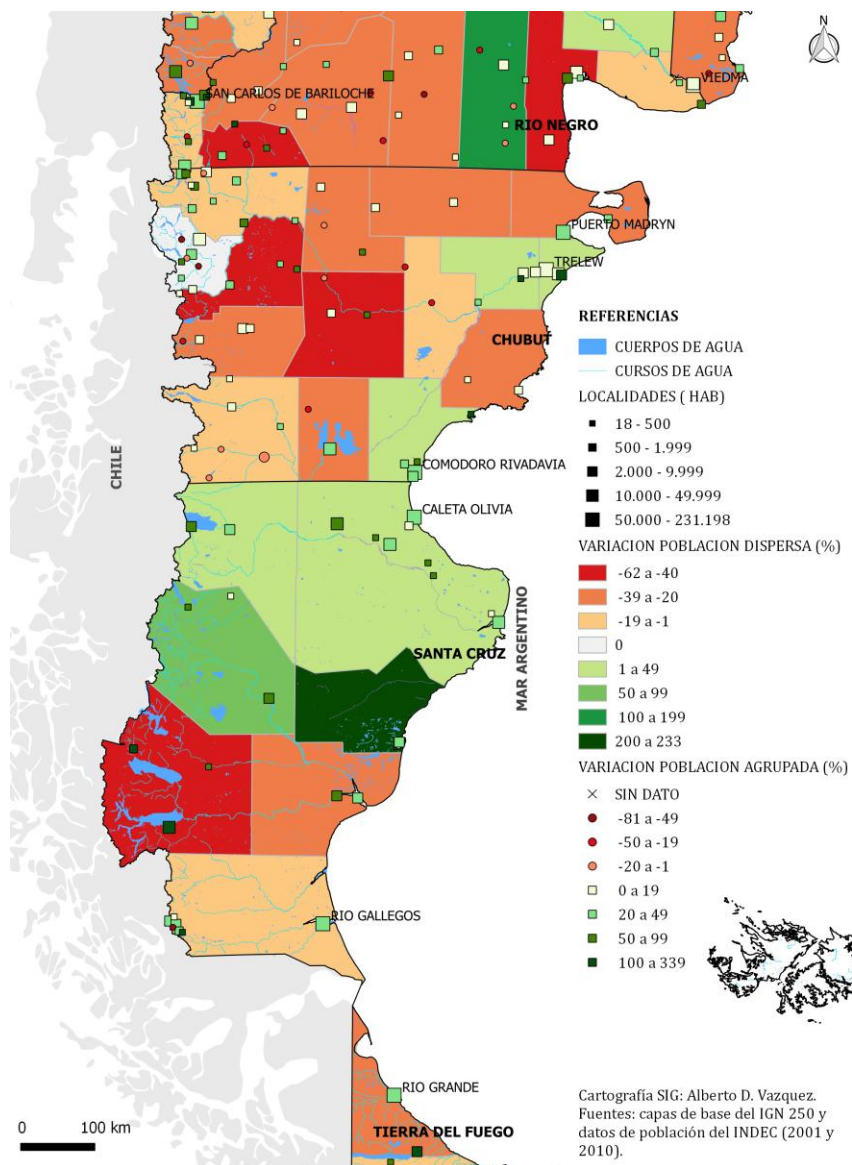 N
SAN CARLOS DE BARILOCHE
VIEDMA
RIO NEGRO
PUERTO MADRYN
TRELEW
CHUBUT
COMODORO RIVADAVIA
CALETA OLIVIA
CHILE
MAR ARGENTINO
SANTA CRUZ
RIO GALLEGOS
RIO GRANDE
TIERRA DEL FUEGO
0 100 km
REFERENCIAS
CUERPOS DE AGUA
CURSOS DE AGUA
LOCALIDADES ( HAB)
18 - 500
500 - 1.999
2.000 - 9.999
10.000 - 49.999
50.000 - 231.198
VARIACION POBLACION DISPERSA (%)
-62 a -40
-39 a -20
-19 a -1
0
1 a 49
50 a 99
100 a 199
200 a 233
VARIACION POBLACION AGRUPADA (%)
SIN DATO
-81 a -49
-50 a -19
-20 a -1
0 a 19
20 a 49
50 a 99
100 a 339
Cartografía SIG: Alberto D. Vazquez.
Fuentes: capas de base del IGN 250 y
datos de población del INDEC (2001 y
2010).